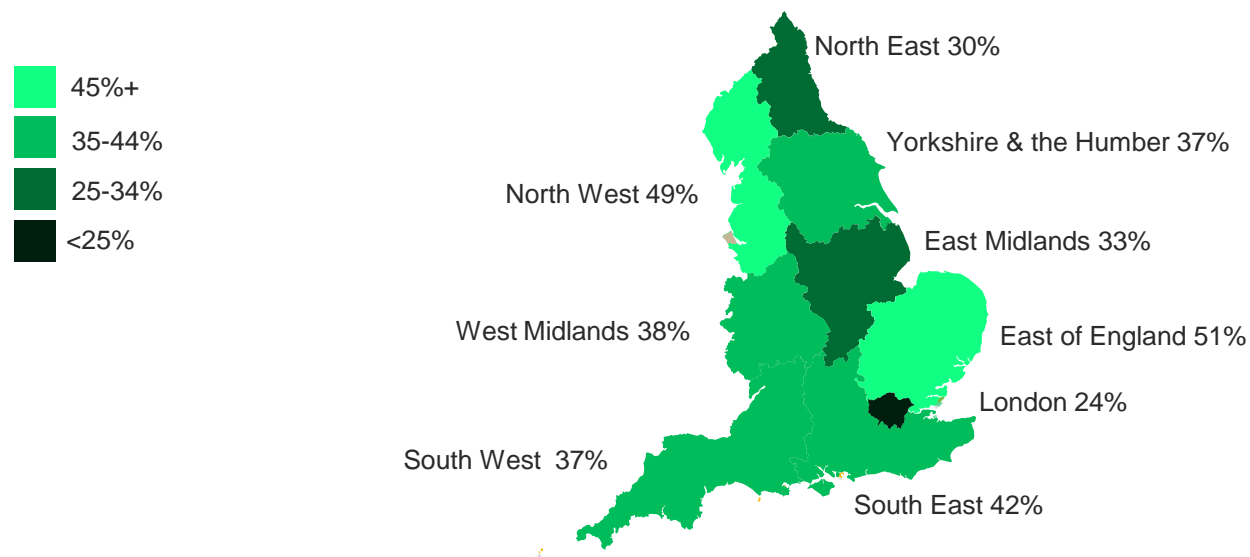 45%+
35-44%
25-34%
<25%
North East 30%
Yorkshire & the Humber 37%
North West 49%
East Midlands 33%
West Midlands 38%
East of England 51%
London 24%
South West  37%
South East 42%